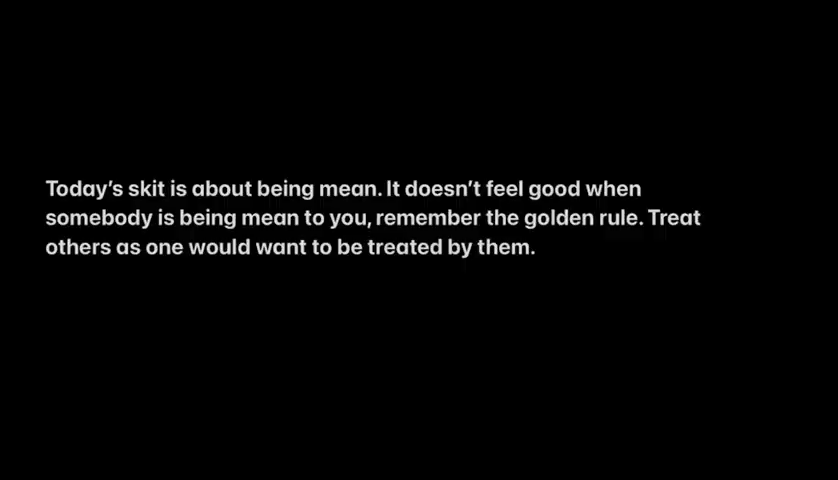 Today's skit is about being mean. It doesn't feel good when
somebody is being mean to you, remember the golden rule. Treat
others as one would want to be treated by them.